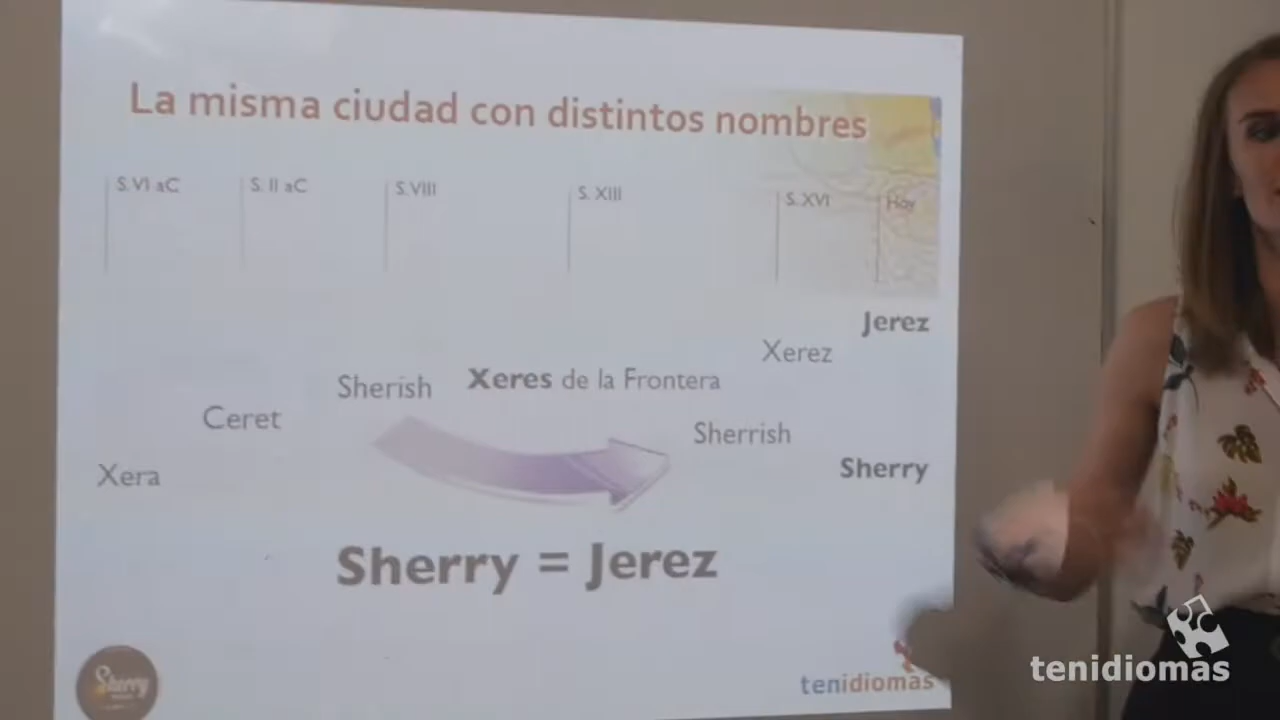 La misma ciudad con distintos nombres
S. VI aC
S. II aC
S. VIII
S. XIII
S. XVI
Hoy
Jerez
Xerez
Sherish
Xeres de la Frontera
Ceret
Sherrish
Xera
Sherry
Sherry = Jerez
Sherry
tenidiomas
tenidiomas